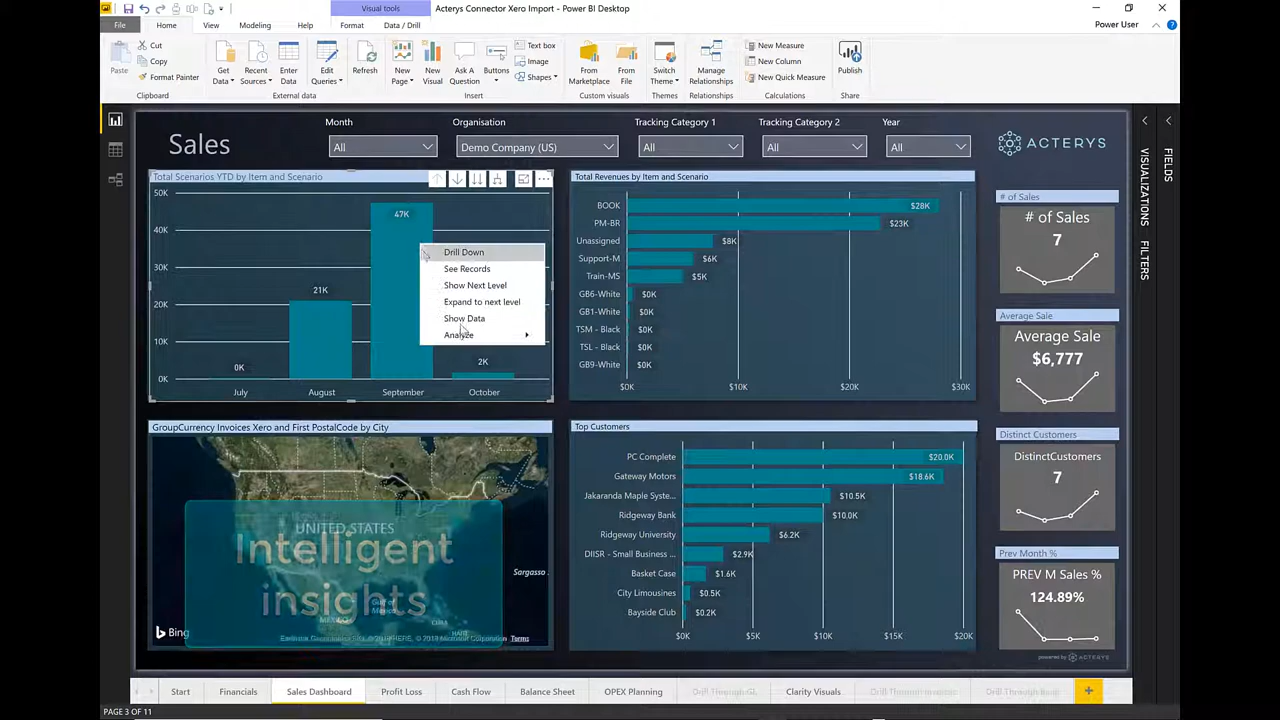 Visual tools
Acterys Connector Xero Import - Power BI Desktop
File
Home
View
Modeling
Help
Format
Data / Drill
Power User
Paste
Cut
Copy
Format Painter
Clipboard
Get Data
Recent Sources
Enter Data
Edit Queries
Refresh
External data
New Page
New Visual
Ask A Question
Buttons
Text box
Image
Shapes
Insert
From Marketplace
From File
Custom visuals
Switch Theme
Themes
Manage Relationships
Relationships
New Measure
New Column
New Quick Measure
Calculations
Publish
Share
Sales
Month
All
Organisation
Demo Company (US)
Tracking Category 1
All
Tracking Category 2
All
Year
All
ACTERYS
VISUALIZATIONS
FILTERS
FIELDS
Total Scenarios YTD by Item and Scenario
50K
40K
30K
20K
10K
0K
0K
21K
47K
2K
July
August
September
October
Drill Down
See Records
Show Next Level
Expand to next level
Show Data
Analyze
Total Revenues by Item and Scenario
BOOK $28K
PM-BR $23K
Unassigned $8K
Support-M $6K
Train-MS $5K
GB6-White $0K
GB1-White $0K
TSM - Black $0K
TSL - Black $0K
GB9-White $0K
$0K $10K $20K $30K
# of Sales
# of Sales
7
Average Sale
Average Sale
$6,777
Distinct Customers
DistinctCustomers
7
Prev Month %
PREV M Sales %
124.89%
powered by ACTERYS
GroupCurrency Invoices Xero and First PostalCode by City
UNITED STATES
Intelligent
insights
Sargasso
Gulf of
Mexico
MEXICO
Bing
Terms
Top Customers
PC Complete $20.0K
Gateway Motors $18.6K
Jakaranda Maple Syste... $10.5K
Ridgeway Bank $10.0K
Ridgeway University $6.2K
DIISR - Small Business ... $2.9K
Basket Case $1.6K
City Limousines $0.5K
Bayside Club $0.2K
$0K $5K $10K $15K $20K
Start
Financials
Sales Dashboard
Profit Loss
Cash Flow
Balance Sheet
OPEX Planning
Drill Through GL
Clarity Visuals
PAGE 3 OF 11